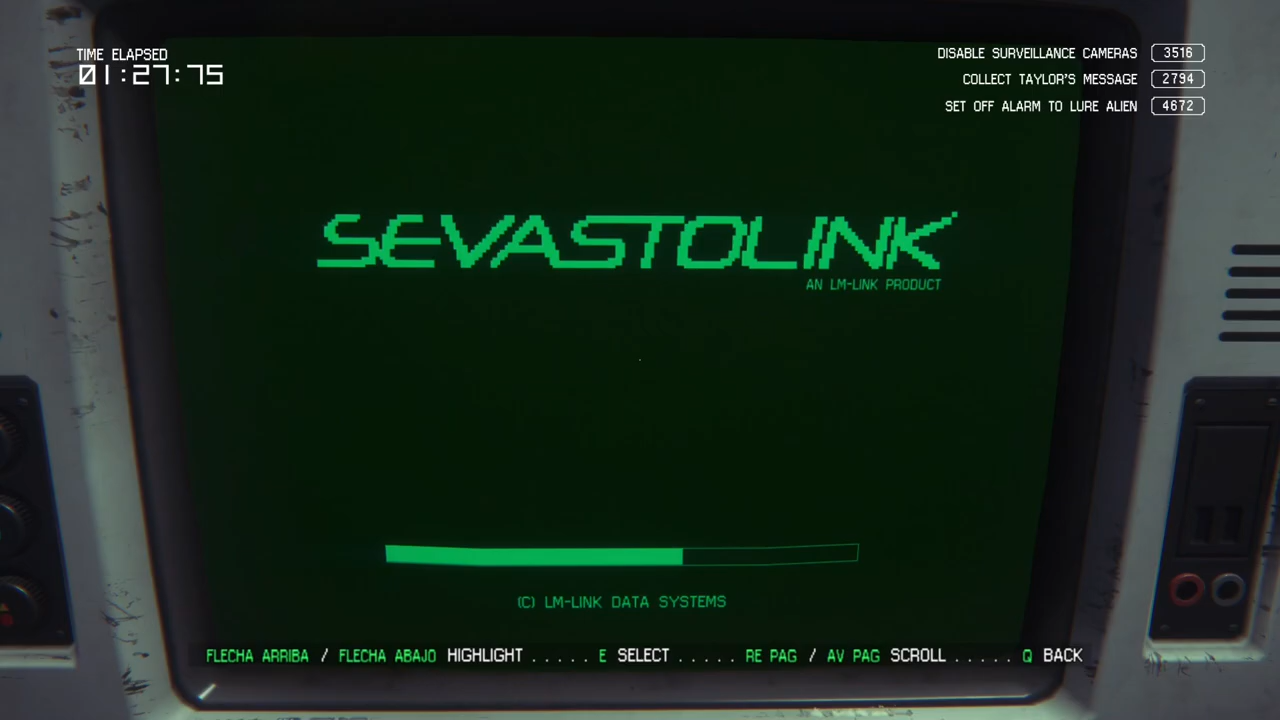 TIME ELAPSED
01:27:75
DISABLE SURVEILLANCE CAMERAS 3516
COLLECT TAYLOR'S MESSAGE 2794
SET OFF ALARM TO LURE ALIEN 4672
SEVASTOLINK
AN LM-LINK PRODUCT
(C) LM-LINK DATA SYSTEMS
FLECHA ARRIBA / FLECHA ABAJO HIGHLIGHT ..... E SELECT ..... RE PAG / AV PAG SCROLL ..... Q BACK